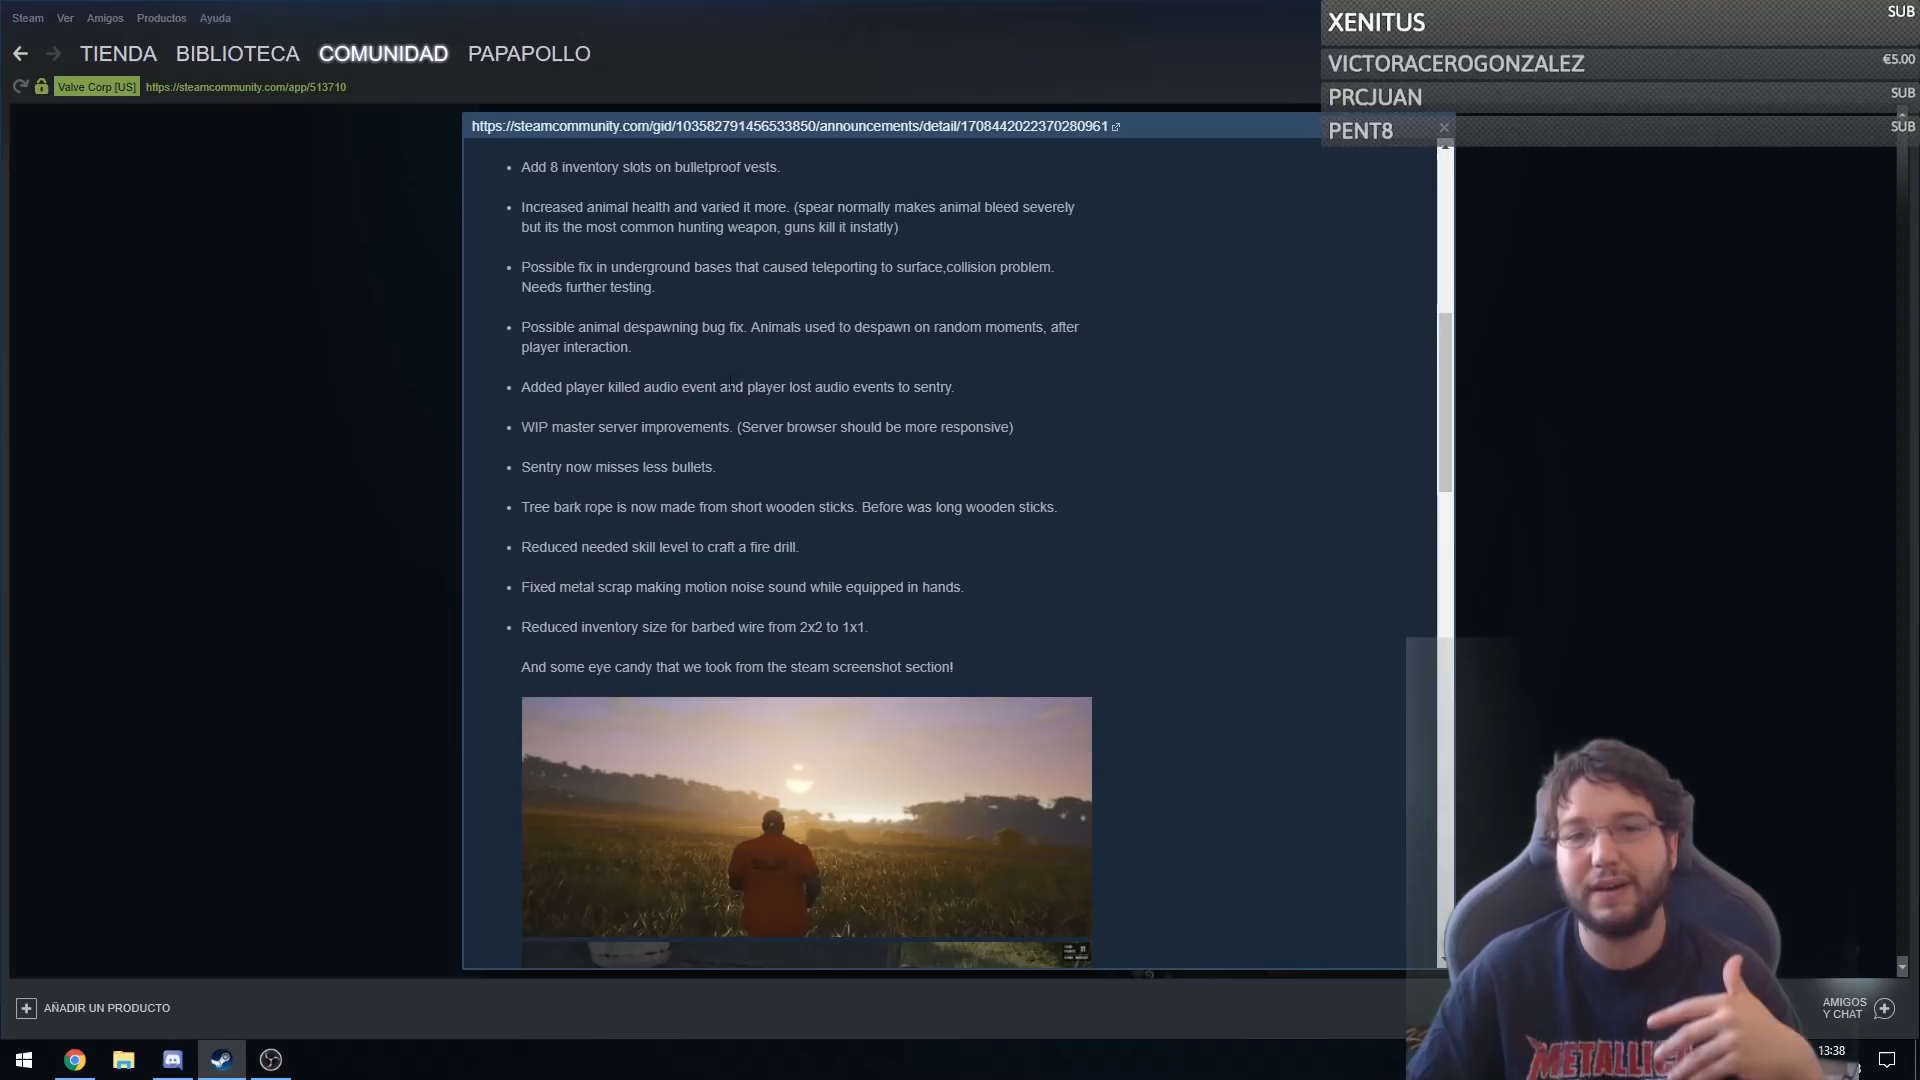 Steam Ver Amigos Productos Ayuda
TIENDA BIBLIOTECA COMUNIDAD PAPAPOLLO
Valve Corp [US] https://steamcommunity.com/app/513710
XENITUS SUB
VICTORACEROGONZALEZ €5.00
PRCJUAN SUB
PENT8 SUB
https://steamcommunity.com/gid/103582791456533850/announcements/detail/1708442022370280961
Add 8 inventory slots on bulletproof vests.
Increased animal health and varied it more. (spear normally makes animal bleed severely
but its the most common hunting weapon, guns kill it instatly)
Possible fix in underground bases that caused teleporting to surface,collision problem.
Needs further testing.
Possible animal despawning bug fix. Animals used to despawn on random moments, after
player interaction.
Added player killed audio event and player lost audio events to sentry.
WIP master server improvements. (Server browser should be more responsive)
Sentry now misses less bullets.
Tree bark rope is now made from short wooden sticks. Before was long wooden sticks.
Reduced needed skill level to craft a fire drill.
Fixed metal scrap making motion noise sound while equipped in hands.
Reduced inventory size for barbed wire from 2x2 to 1x1.
And some eye candy that we took from the steam screenshot section!
METALLIC
AÑADIR UN PRODUCTO
AMIGOS
Y CHAT
13:38